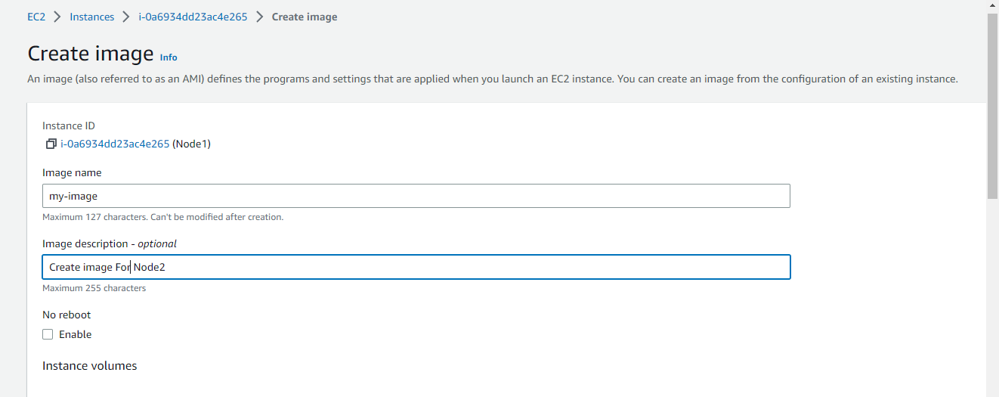 EC2 > Instances > i-0a6934dd23ac4e265 > Create image
Create image Info
An image (also referred to as an AMI) defines the programs and settings that are applied when you launch an EC2 instance. You can create an image from the configuration of an existing instance.
Instance ID
i-0a6934dd23ac4e265 (Node1)
Image name
my-image
Maximum 127 characters. Can't be modified after creation.
Image description - optional
Create image For Node2
Maximum 255 characters
No reboot
Enable
Instance volumes